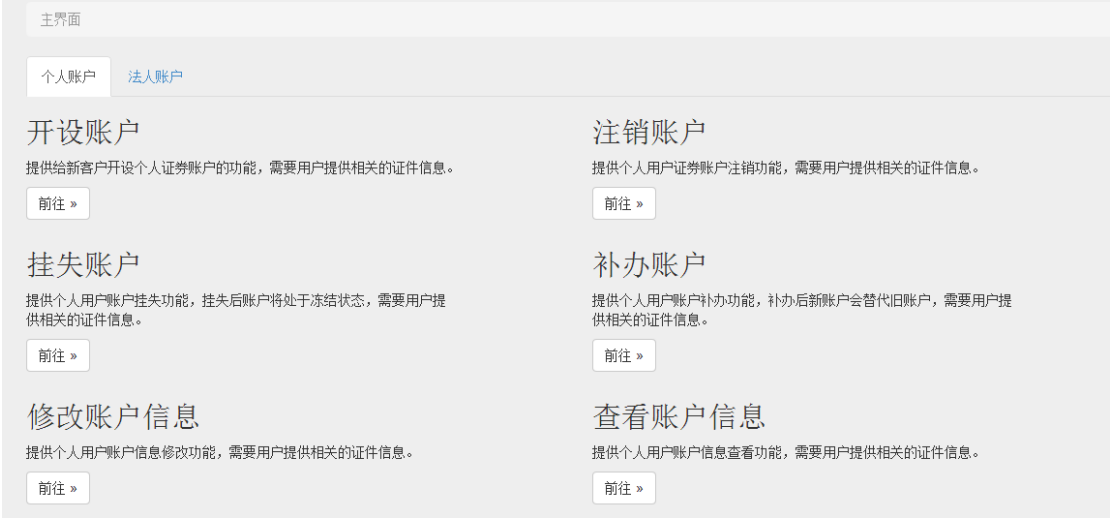 主界面
个人账户
法人账户
开设账户
提供给新客户开设个人证券账户的功能，需要用户提供相关的证件信息。
前往 »
注销账户
提供个人用户证券账户注销功能，需要用户提供相关的证件信息。
前往 »
挂失账户
提供个人用户账户挂失功能，挂失后账户将处于冻结状态，需要用户提
供相关的证件信息。
前往 »
补办账户
提供个人用户账户补办功能，补办后新账户会替代旧账户，需要用户提
供相关的证件信息。
前往 »
修改账户信息
提供个人用户账户信息修改功能，需要用户提供相关的证件信息。
前往 »
查看账户信息
提供个人用户账户信息查看功能，需要用户提供相关的证件信息。
前往 »